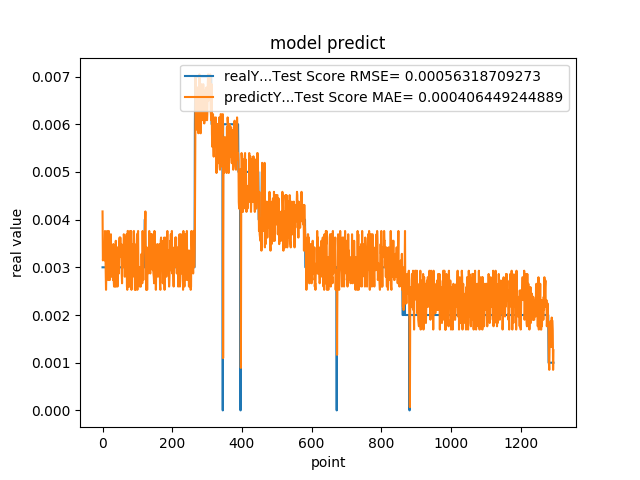 model predict
realY...Test Score RMSE= 0.00056318709273
predictY...Test Score MAE= 0.000406449244889
0.007
0.006
0.005
0.004
0.003
0.002
0.001
0.000
real value
0 200 400 600 800 1000 1200
point